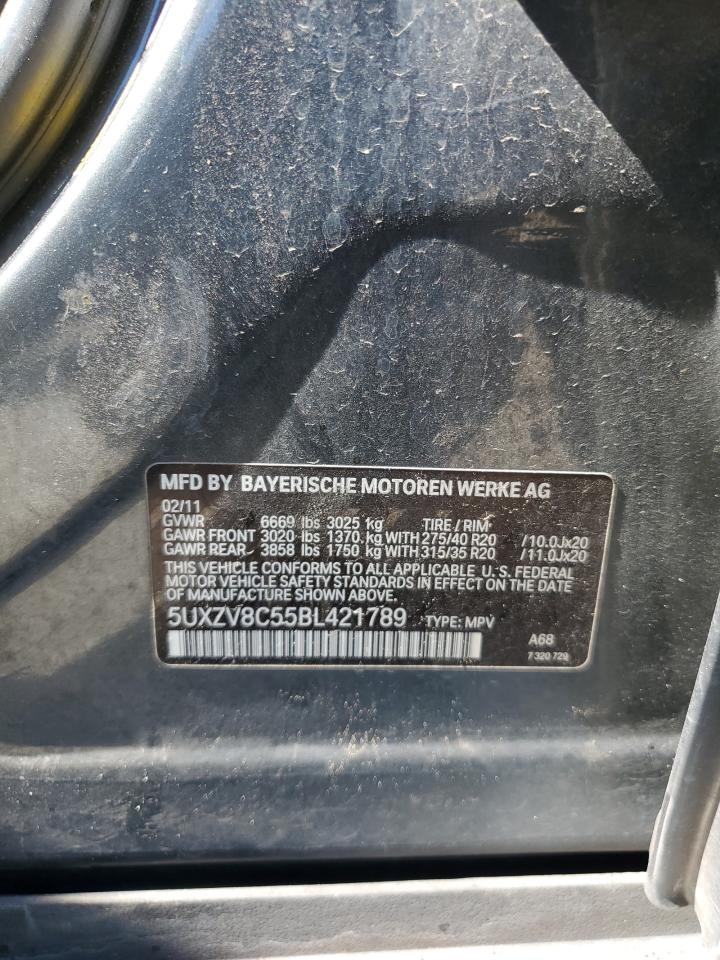 MFD BY BAYERISCHE MOTOREN WERKE AG
02/11
GVWR 6669 lbs 3025 kg TIRE / RIM
GAWR FRONT 3020 lbs 1370 kg WITH 275/40 R20 /10.0Jx20
GAWR REAR 3858 lbs 1750 kg WITH 315/35 R20 /11.0Jx20
THIS VEHICLE CONFORMS TO ALL APPLICABLE U.S. FEDERAL
MOTOR VEHICLE SAFETY STANDARDS IN EFFECT ON THE DATE
OF MANUFACTURE SHOWN ABOVE.
5UXZV8C55BL421789 TYPE: MPV
A68
7 320 729